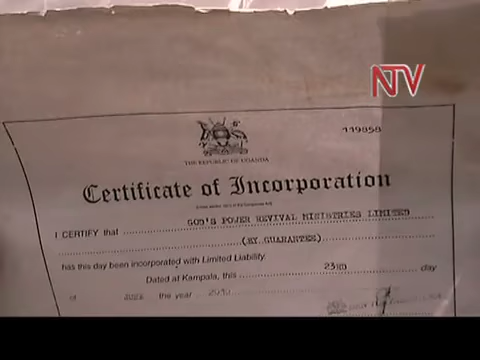 NTV
119858
THE REPUBLIC OF UGANDA
Certificate of Incorporation
I CERTIFY that GOD'S POWER REVIVAL MINISTRIES LIMITED
(BY GUARANTEE)
has this day been incorporated with Limited Liability
Dated at Kampala, this 23RD day
of the year